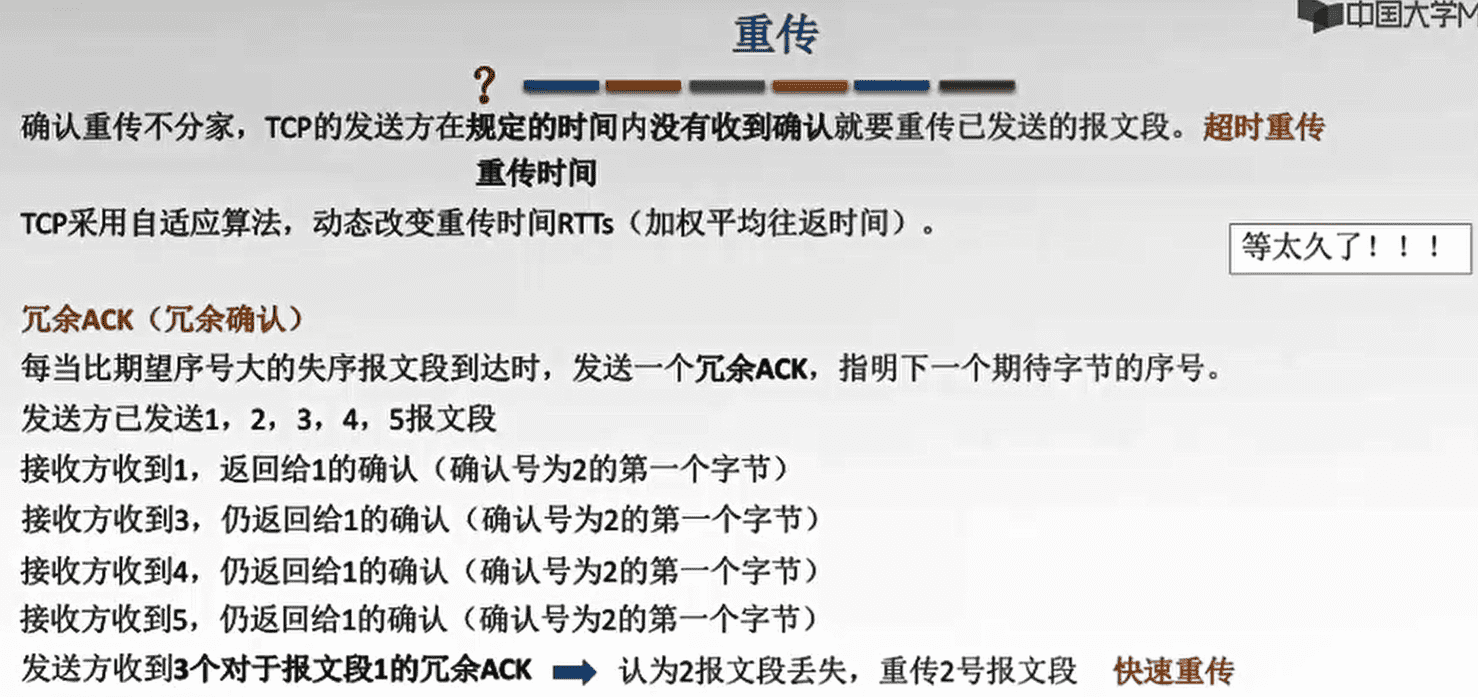 中国大学M
重传
?
确认重传不分家，TCP的发送方在规定的时间内没有收到确认就要重传已发送的报文段。超时重传
重传时间
TCP采用自适应算法，动态改变重传时间RTTs（加权平均往返时间）。
等太久了！！！
冗余ACK（冗余确认）
每当比期望序号大的失序报文段到达时，发送一个冗余ACK，指明下一个期待字节的序号。
发送方已发送1，2，3，4，5报文段
接收方收到1，返回给1的确认（确认号为2的第一个字节）
接收方收到3，仍返回给1的确认（确认号为2的第一个字节）
接收方收到4，仍返回给1的确认（确认号为2的第一个字节）
接收方收到5，仍返回给1的确认（确认号为2的第一个字节）
发送方收到3个对于报文段1的冗余ACK 认为2报文段丢失，重传2号报文段 快速重传